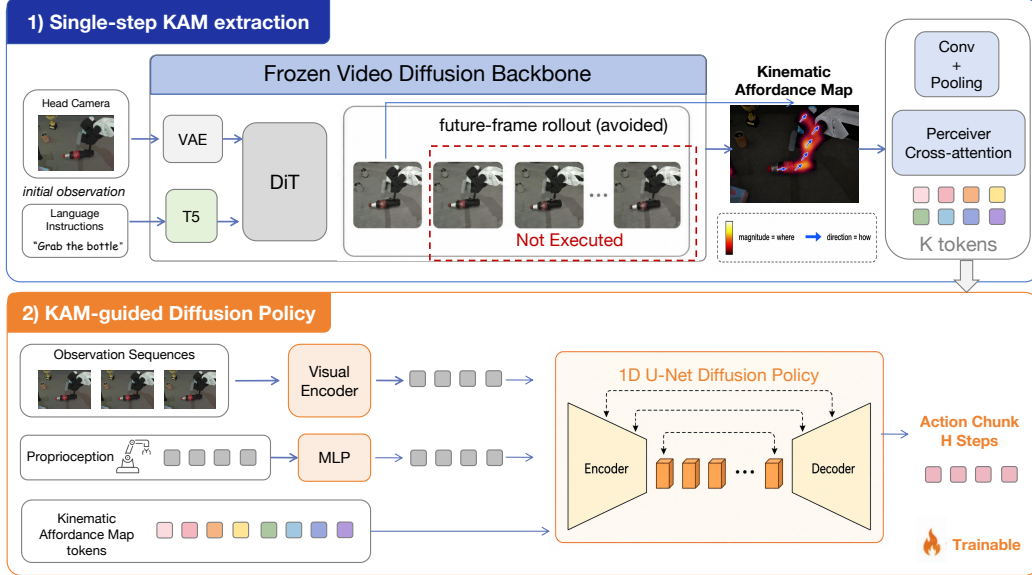 1) Single-step KAM extraction
Frozen Video Diffusion Backbone
Head Camera
initial observation
Language
Instructions
"Grab the bottle"
VAE
T5
DiT
future-frame rollout (avoided)
Not Executed
Kinematic
Affordance Map
magnitude = where
direction = how
Conv
+
Pooling
Perceiver
Cross-attention
K tokens
2) KAM-guided Diffusion Policy
Observation Sequences
Visual
Encoder
Proprioception
MLP
Kinematic
Affordance Map
tokens
1D U-Net Diffusion Policy
Encoder
Decoder
Action Chunk
H Steps
Trainable